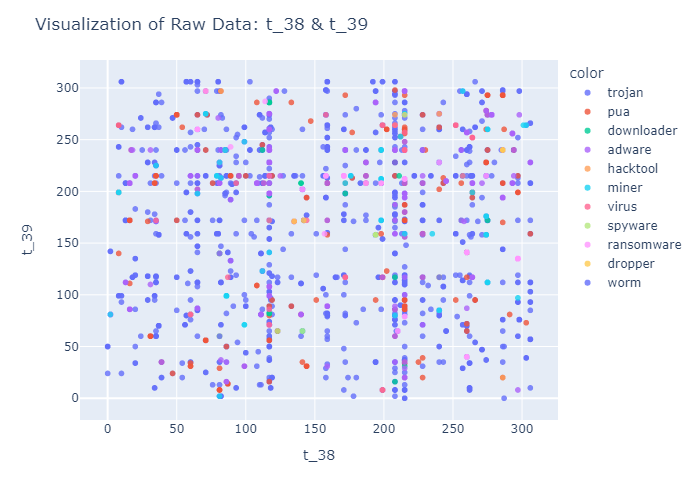 Visualization of Raw Data: t_38 & t_39
color
trojan
pua
downloader
adware
hacktool
miner
virus
spyware
ransomware
dropper
worm
t_39
300
250
200
150
100
50
0
0 50 100 150 200 250 300
t_38